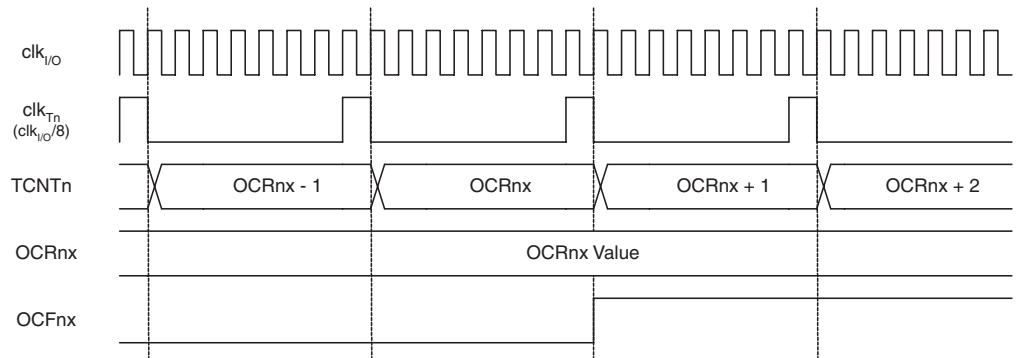 clkI/O
clkTn
(clkI/O/8)
TCNTn
OCRnx - 1
OCRnx
OCRnx + 1
OCRnx + 2
OCRnx
OCRnx Value
OCFnx